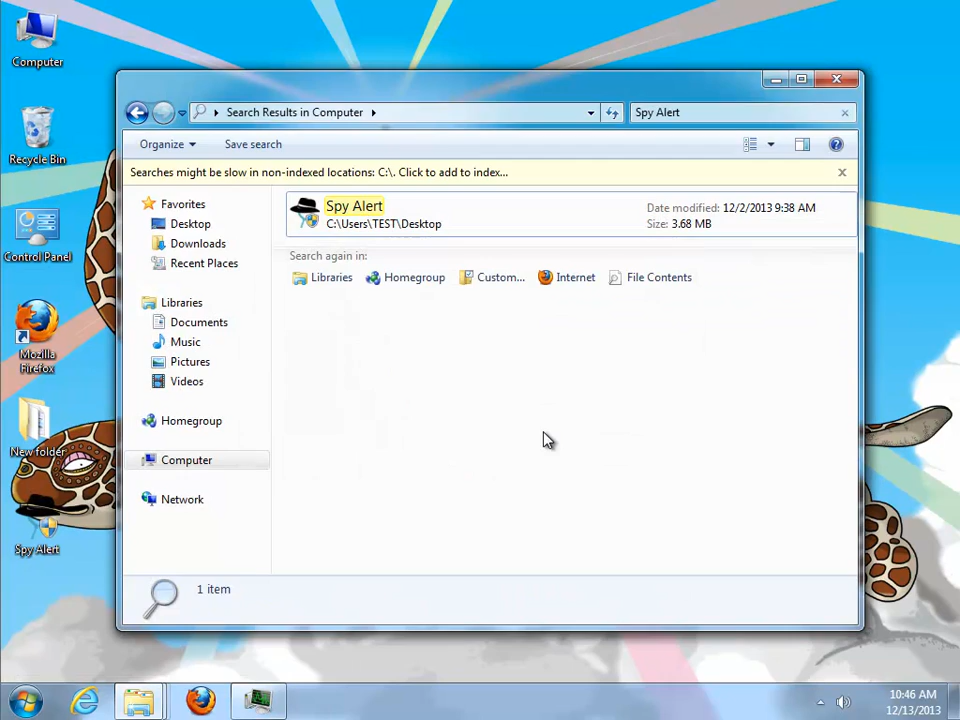 Computer
Recycle Bin
Control Panel
Mozilla
Firefox
New folder
Spy Alert
Search Results in Computer
Spy Alert
Organize
Save search
Searches might be slow in non-indexed locations: C:\. Click to add to index...
Favorites
Desktop
Downloads
Recent Places
Libraries
Documents
Music
Pictures
Videos
Homegroup
Computer
Network
Spy Alert
Date modified: 12/2/2013 9:38 AM
C:\Users\TEST\Desktop
Size: 3.68 MB
Search again in:
Libraries Homegroup Custom... Internet File Contents
1 item
10:46 AM
12/13/2013